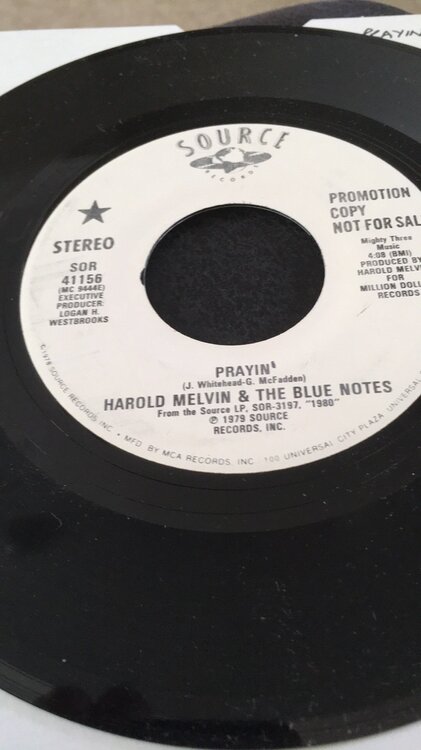 PLAYIN
SOURCE
RECORDS
PROMOTION
COPY
NOT FOR SAL
Mighty Three
Music
4:08 (BMI)
PRODUCED BY
HAROLD MELVI
FOR
MILLION DOLL
RECORDS
STEREO
SOR
41156
(MC 9444E)
EXECUTIVE
PRODUCER:
LOGAN H.
WESTBROOKS
PRAYIN'
(J. Whitehead-G. McFadden)
HAROLD MELVIN & THE BLUE NOTES
From the Source LP, SOR-3197, "1980"
℗ 1979 SOURCE
RECORDS, INC.
SOURCE RECORDS INC. • MFD. BY MCA RECORDS, INC. 100 UNIVERSAL CITY PLAZA, UNIVERSAL